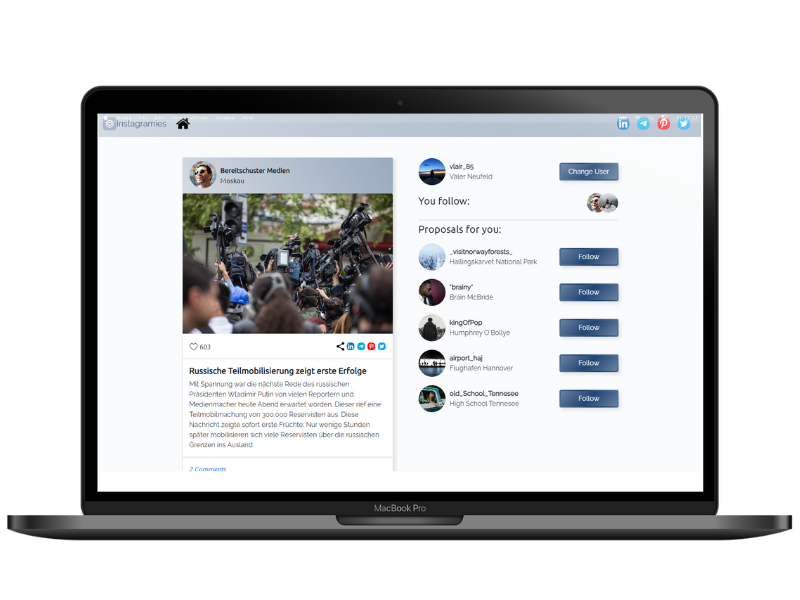 Instagramies
Bereitschuster Medien
Moskau
603
Russische Teilmobilisierung zeigt erste Erfolge
Mit Spannung war die nächste Rede des russischen
Präsidenten Wladimir Putin von vielen Reportern und
Medienmacher heute Abend erwartet worden. Dieser rief eine
Teilmobilmachung von 300.000 Reservisten aus. Diese
Nachricht zeigte sofort erste Früchte: Nur wenige Stunden
später mobilisieren sich viele Reservisten über die russischen
Grenzen ins Ausland.
2 Comments
vlair_85
Valer Neufeld
Change User
You follow:
Proposals for you:
_visitnorwayforests_
Hallingskarvet National Park
Follow
"brainy"
Brain McBride
Follow
kingOfPop
Humphrey O'Bollye
Follow
airport_haj
Flughafen Hannover
Follow
old_School_Tennesee
High School Tennesee
Follow
MacBook Pro